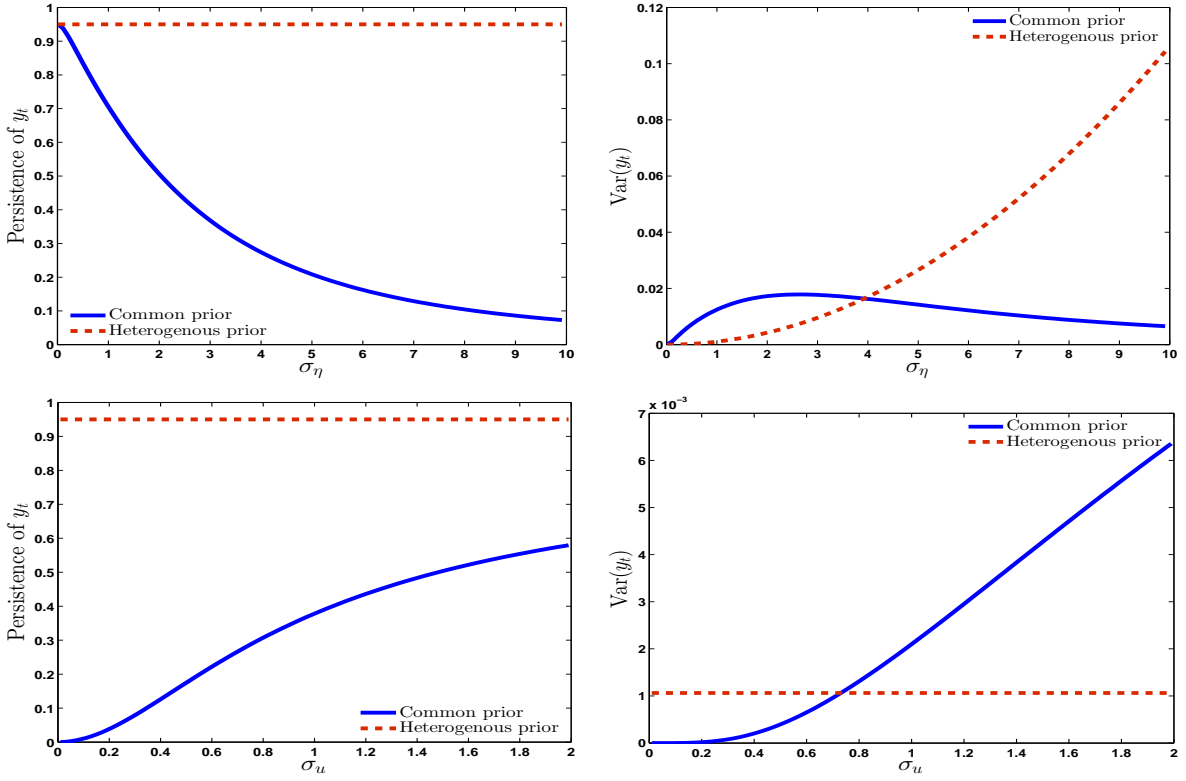 1
0.9
0.8
0.7
0.6
0.5
0.4
0.3
0.2
0.1
0
Persistence of yₜ
Common prior
Heterogenous prior
0 1 2 3 4 5 6 7 8 9 10
σ_η
0.12
0.1
0.08
0.06
0.04
0.02
0
Var(yₜ)
Common prior
Heterogenous prior
0 1 2 3 4 5 6 7 8 9 10
σ_η
1
0.9
0.8
0.7
0.6
0.5
0.4
0.3
0.2
0.1
0
Persistence of yₜ
Common prior
Heterogenous prior
0 0.2 0.4 0.6 0.8 1 1.2 1.4 1.6 1.8 2
σ_u
x 10⁻³
7
6
5
4
3
2
1
0
Var(yₜ)
Common prior
Heterogenous prior
0 0.2 0.4 0.6 0.8 1 1.2 1.4 1.6 1.8 2
σ_u